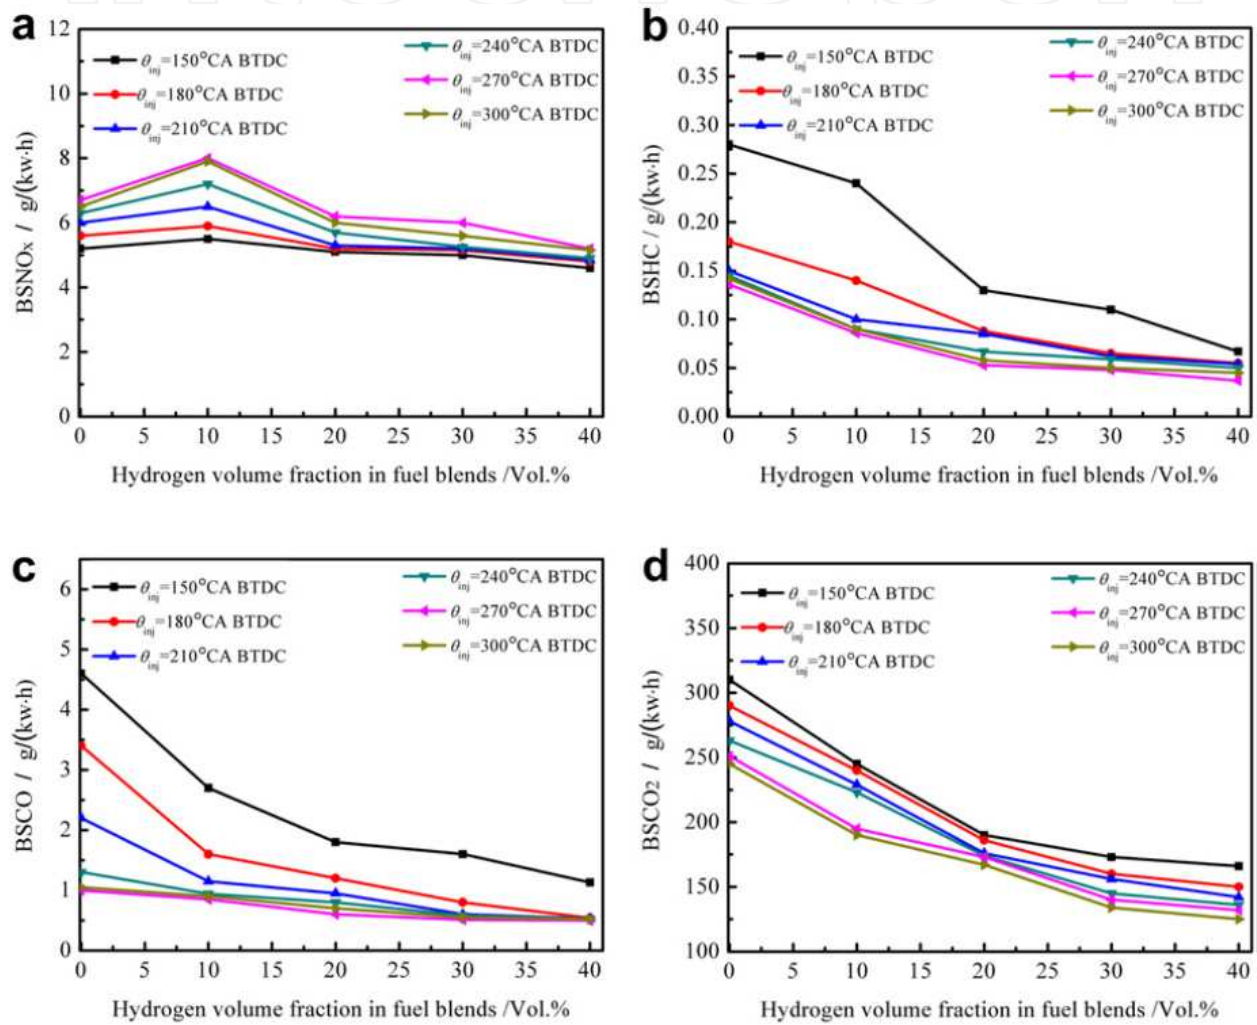 a
BSNOx / g/(kw·h)
12
10
8
6
4
2
0
θinj=150°CA BTDC
θinj=180°CA BTDC
θinj=210°CA BTDC
θinj=240°CA BTDC
θinj=270°CA BTDC
θinj=300°CA BTDC
0 5 10 15 20 25 30 35 40
Hydrogen volume fraction in fuel blends /Vol.%
b
BSHC / g/(kw·h)
0.40
0.35
0.30
0.25
0.20
0.15
0.10
0.05
0.00
θinj=150°CA BTDC
θinj=180°CA BTDC
θinj=210°CA BTDC
θinj=240°CA BTDC
θinj=270°CA BTDC
θinj=300°CA BTDC
0 5 10 15 20 25 30 35 40
Hydrogen volume fraction in fuel blends /Vol.%
c
BSCO / g/(kw·h)
6
5
4
3
2
1
0
θinj=150°CA BTDC
θinj=180°CA BTDC
θinj=210°CA BTDC
θinj=240°CA BTDC
θinj=270°CA BTDC
θinj=300°CA BTDC
0 5 10 15 20 25 30 35 40
Hydrogen volume fraction in fuel blends /Vol.%
d
BSCO2 / g/(kw·h)
400
350
300
250
200
150
100
θinj=150°CA BTDC
θinj=180°CA BTDC
θinj=210°CA BTDC
θinj=240°CA BTDC
θinj=270°CA BTDC
θinj=300°CA BTDC
0 5 10 15 20 25 30 35 40
Hydrogen volume fraction in fuel blends /Vol.%